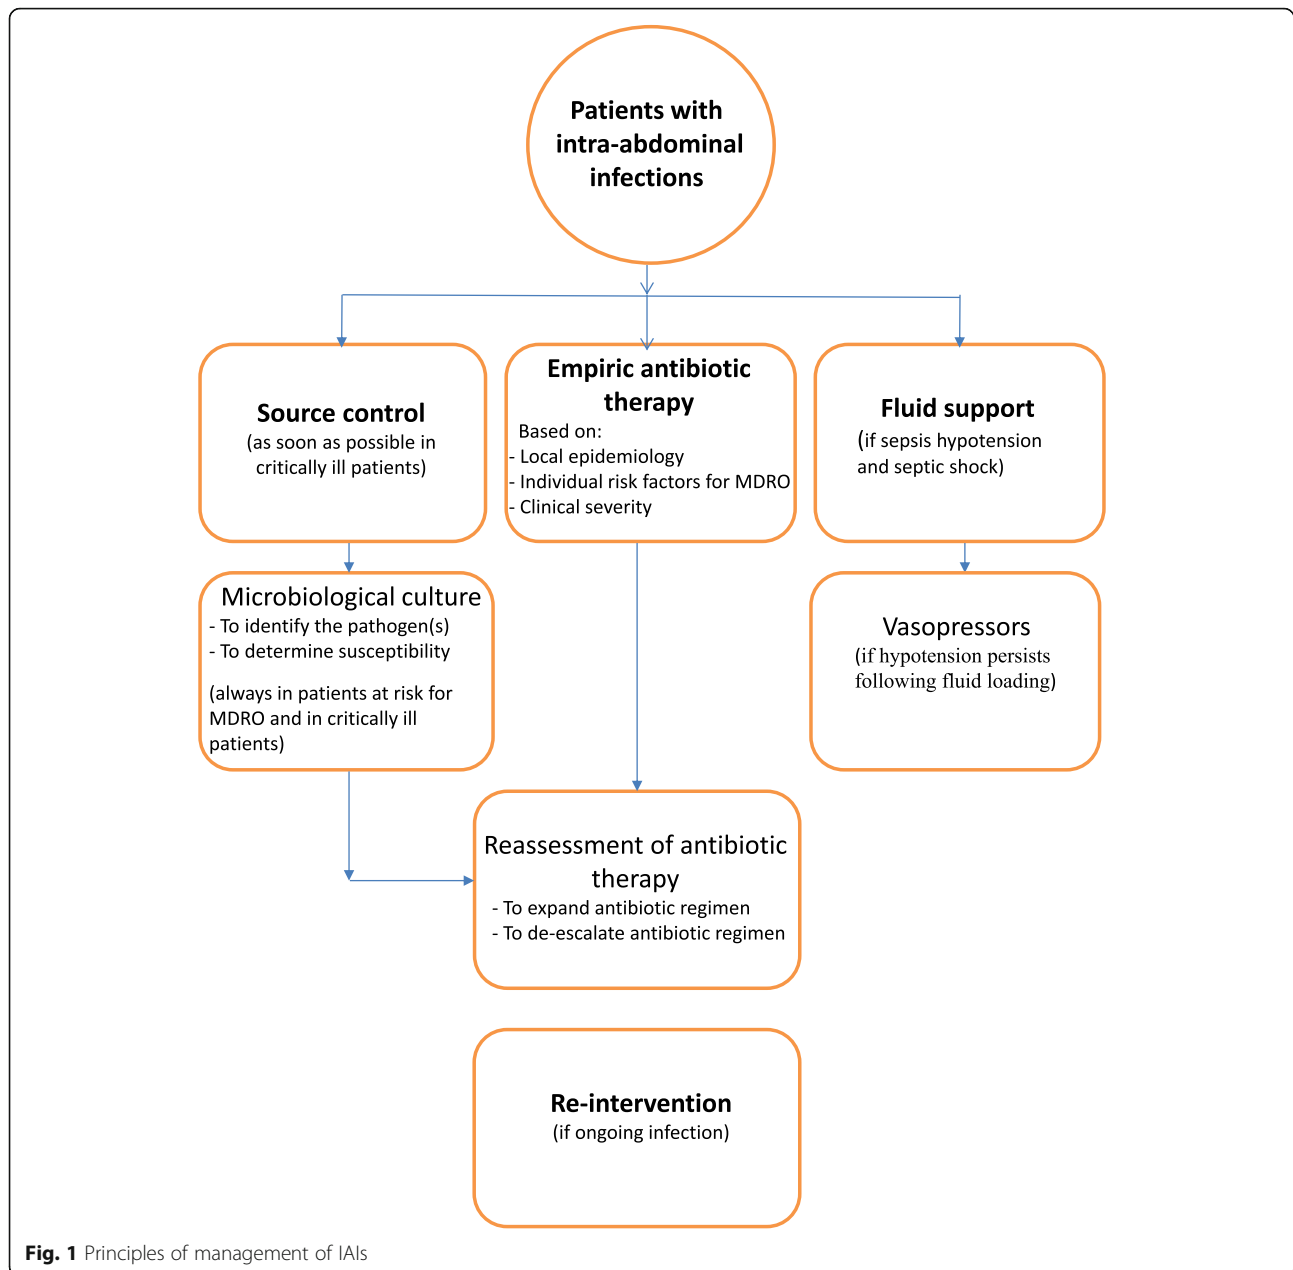 Patients with
intra-abdominal
infections
Source control
(as soon as possible in
critically ill patients)
Empiric antibiotic
therapy
Based on:
- Local epidemiology
- Individual risk factors for MDRO
- Clinical severity
Fluid support
(if sepsis hypotension
and septic shock)
Microbiological culture
- To identify the pathogen(s)
- To determine susceptibility
(always in patients at risk for
MDRO and in critically ill
patients)
Vasopressors
(if hypotension persists
following fluid loading)
Reassessment of antibiotic
therapy
- To expand antibiotic regimen
- To de-escalate antibiotic regimen
Re-intervention
(if ongoing infection)
Fig. 1 Principles of management of IAIs